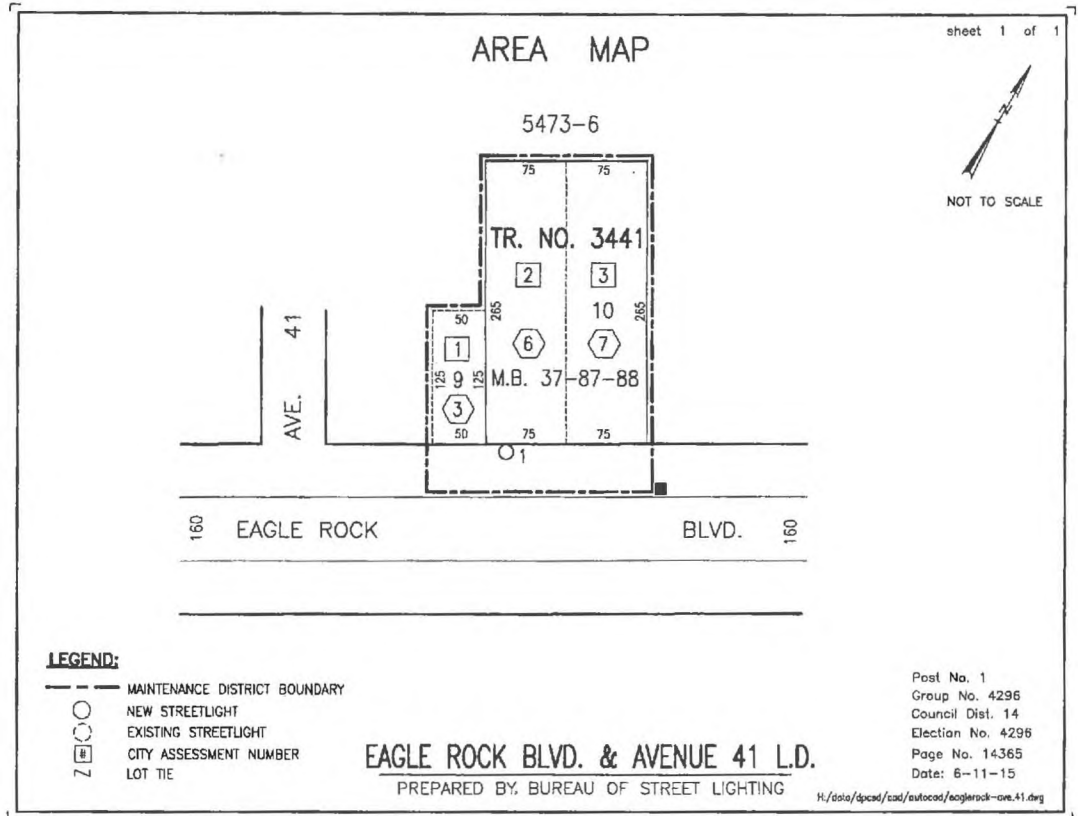 sheet 1 of 1
AREA MAP
5473-6
N
NOT TO SCALE
75 75
TR. NO. 3441
2 3
265 10 265
50
AVE. 41
1
6 7
125 9 125
M.B. 37-87-88
3
50 75 75
1
160 EAGLE ROCK BLVD. 160
LEGEND:
MAINTENANCE DISTRICT BOUNDARY
NEW STREETLIGHT
EXISTING STREETLIGHT
# CITY ASSESSMENT NUMBER
Z LOT TIE
EAGLE ROCK BLVD. & AVENUE 41 L.D.
PREPARED BY: BUREAU OF STREET LIGHTING
Post No. 1
Group No. 4296
Council Dist. 14
Election No. 4296
Page No. 14365
Date: 6-11-15
H:/data/dpcad/cad/autocad/eaglerock-ave.41.dwg